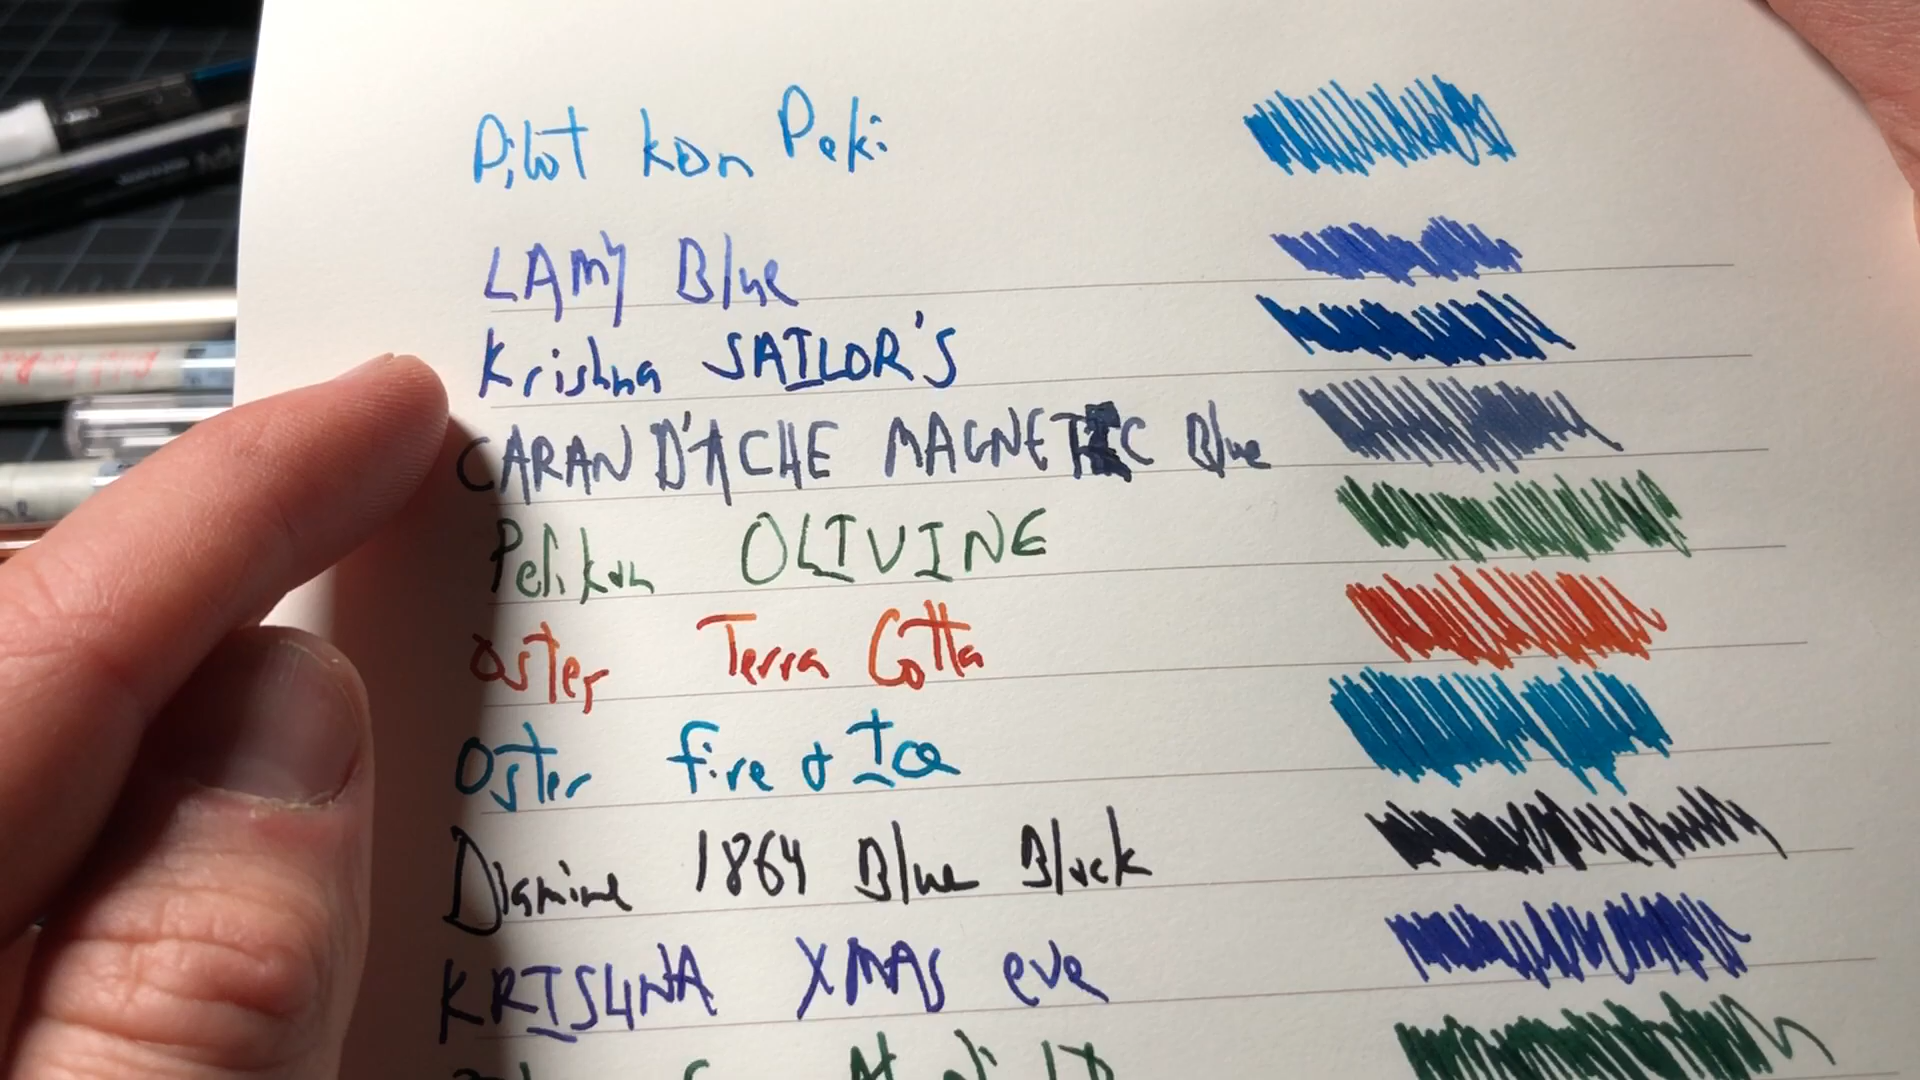 Pilot kon Peki
LAMY Blue
Krishna SAILOR'S
CARAN D'ACHE MAGNETIC Blue
Pelikan OLIVINE
OSTER Terra Cotta
Oster fire & Ice
Diamine 1864 Blue Black
KRISHNA XMAS eve